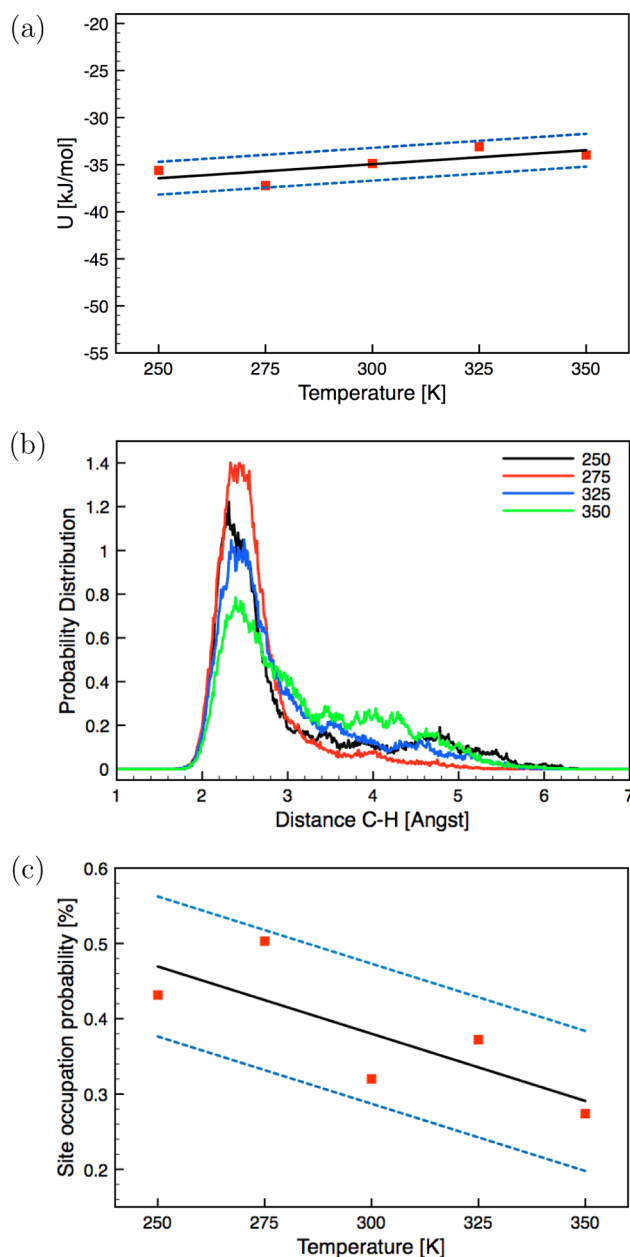 (a)
-20
-25
-30
-35
-40
-45
-50
-55
U [kJ/mol]
250 275 300 325 350
Temperature [K]
(b)
1.4
1.2
1
0.8
0.6
0.4
0.2
0
Probability Distribution
250
275
325
350
1 2 3 4 5 6 7
Distance C-H [Angst]
(c)
0.6
0.5
0.4
0.3
0.2
Site occupation probability [%]
250 275 300 325 350
Temperature [K]